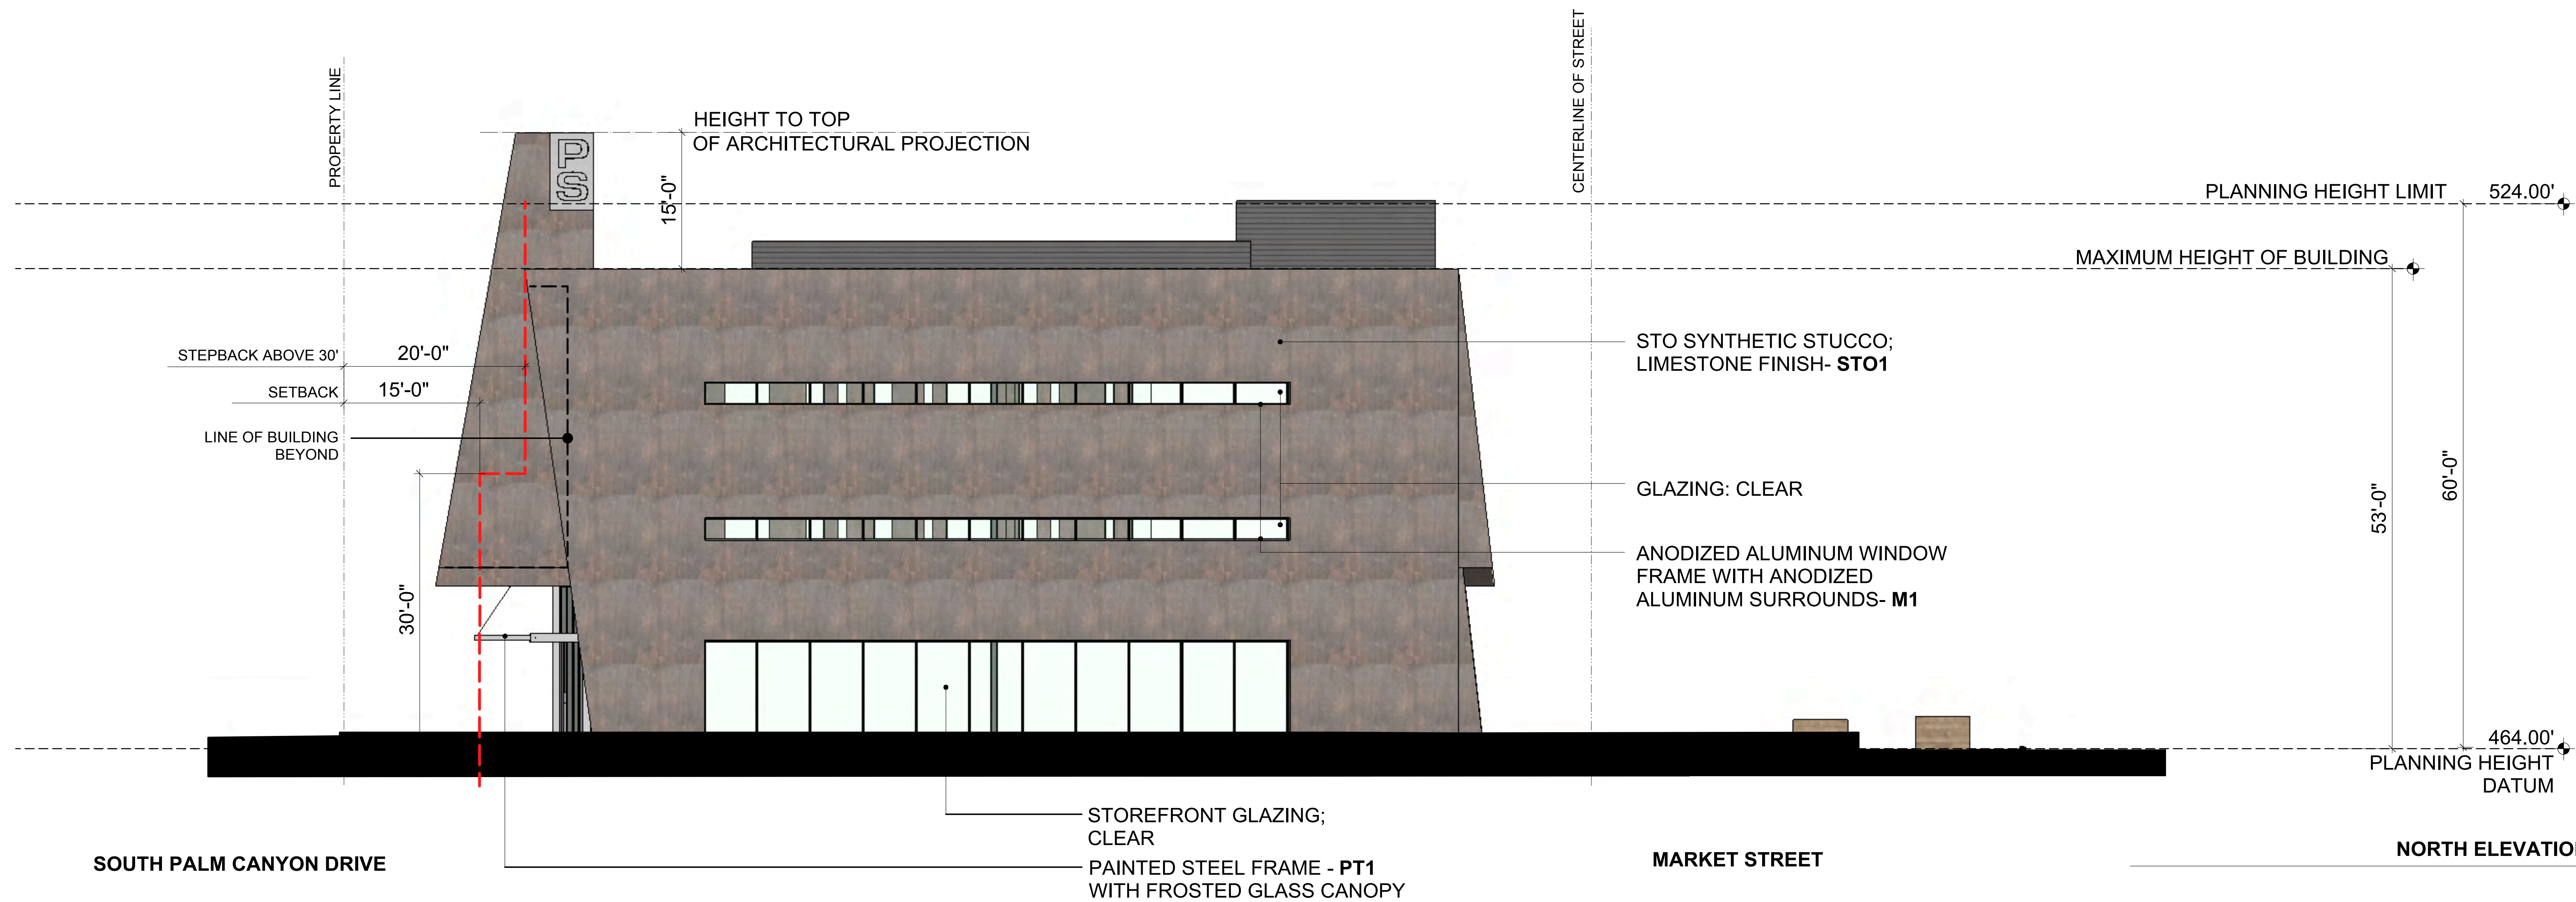 PROPERTY LINE
CENTERLINE OF STREET
HEIGHT TO TOP
OF ARCHITECTURAL PROJECTION
P
S
15'-0"
PLANNING HEIGHT LIMIT 524.00'
MAXIMUM HEIGHT OF BUILDING
STEPBACK ABOVE 30' 20'-0"
SETBACK 15'-0"
LINE OF BUILDING
BEYOND
30'-0"
STO SYNTHETIC STUCCO;
LIMESTONE FINISH- STO1
GLAZING: CLEAR
ANODIZED ALUMINUM WINDOW
FRAME WITH ANODIZED
ALUMINUM SURROUNDS- M1
53'-0"
60'-0"
464.00'
PLANNING HEIGHT
DATUM
STOREFRONT GLAZING;
CLEAR
PAINTED STEEL FRAME - PT1
WITH FROSTED GLASS CANOPY
SOUTH PALM CANYON DRIVE
MARKET STREET
NORTH ELEVATIO